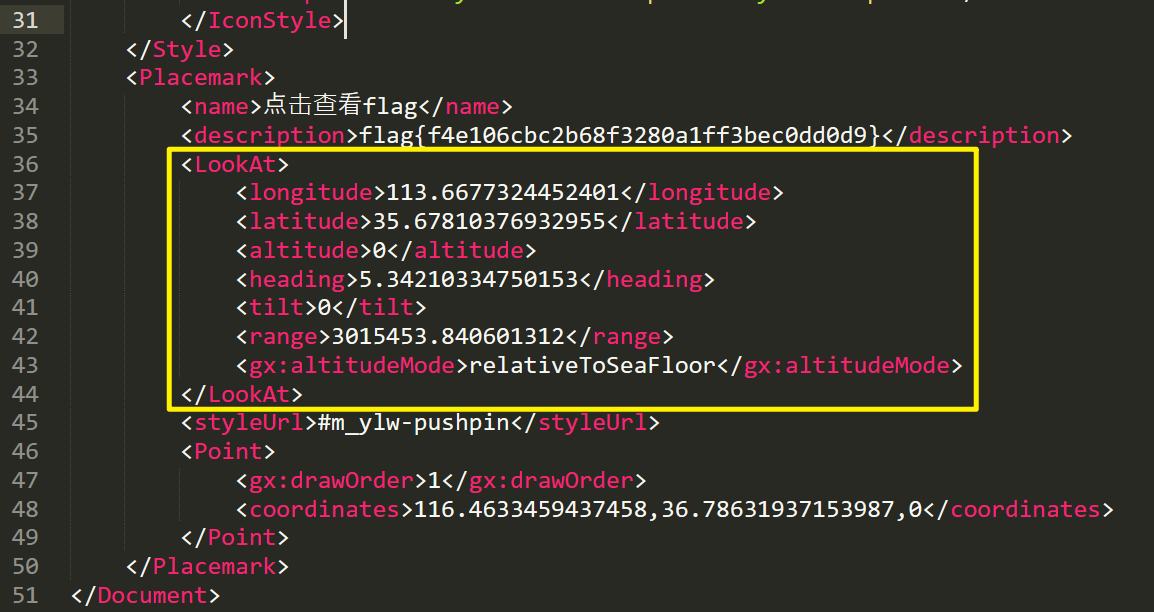 31 </IconStyle>
32 </Style>
33 <Placemark>
34 <name>点击查看flag</name>
35 <description>flag{f4e106cbc2b68f3280a1ff3bec0dd0d9}</description>
36 <LookAt>
37 <longitude>113.6677324452401</longitude>
38 <latitude>35.67810376932955</latitude>
39 <altitude>0</altitude>
40 <heading>5.34210334750153</heading>
41 <tilt>0</tilt>
42 <range>3015453.840601312</range>
43 <gx:altitudeMode>relativeToSeaFloor</gx:altitudeMode>
44 </LookAt>
45 <styleUrl>#m_ylw-pushpin</styleUrl>
46 <Point>
47 <gx:drawOrder>1</gx:drawOrder>
48 <coordinates>116.4633459437458,36.78631937153987,0</coordinates>
49 </Point>
50 </Placemark>
51 </Document>